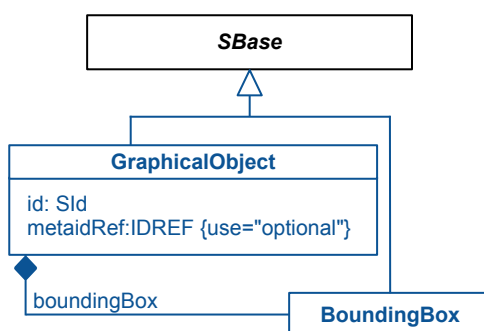 SBase
GraphicalObject
id: SId
metaidRef:IDREF {use="optional"}
boundingBox
BoundingBox